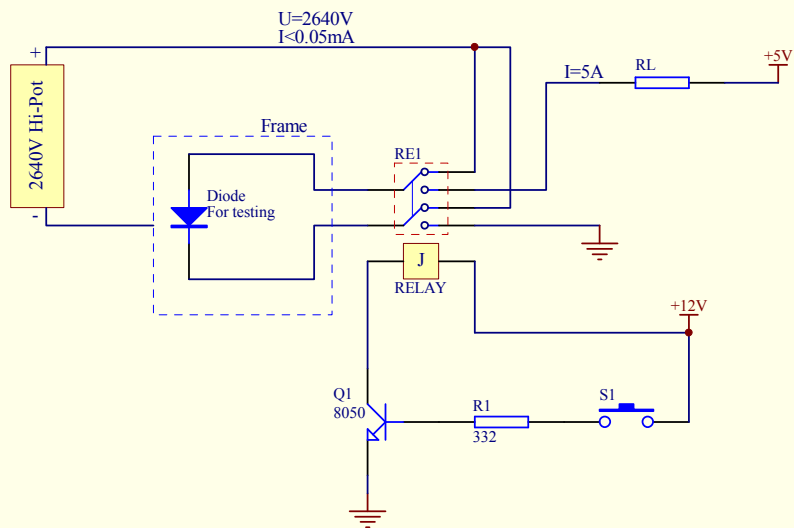 U=2640V
I<0.05mA
+
2640V Hi-Pot
-
Frame
Diode
For testing
RE1
I=5A
RL
+5V
J
RELAY
+12V
Q1
8050
R1
332
S1